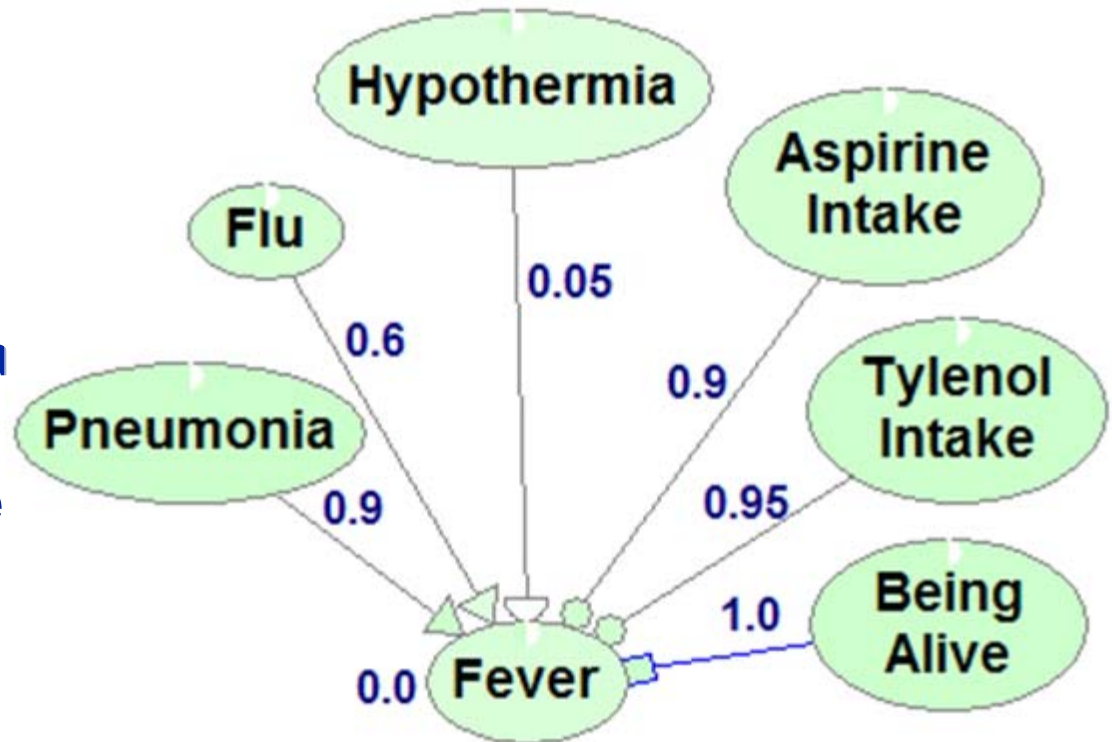 Hypothermia
Aspirine
Intake
Flu
0.05
0.6
0.9
Tylenol
Intake
Pneumonia
0.9
0.95
Being
Alive
1.0
0.0
Fever